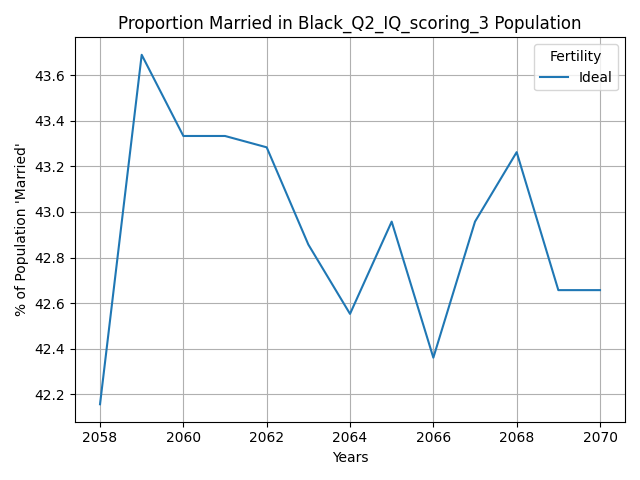 Proportion Married in Black_Q2_IQ_scoring_3 Population
Fertility
Ideal
% of Population 'Married'
43.6
43.4
43.2
43.0
42.8
42.6
42.4
42.2
2058 2060 2062 2064 2066 2068 2070
Years